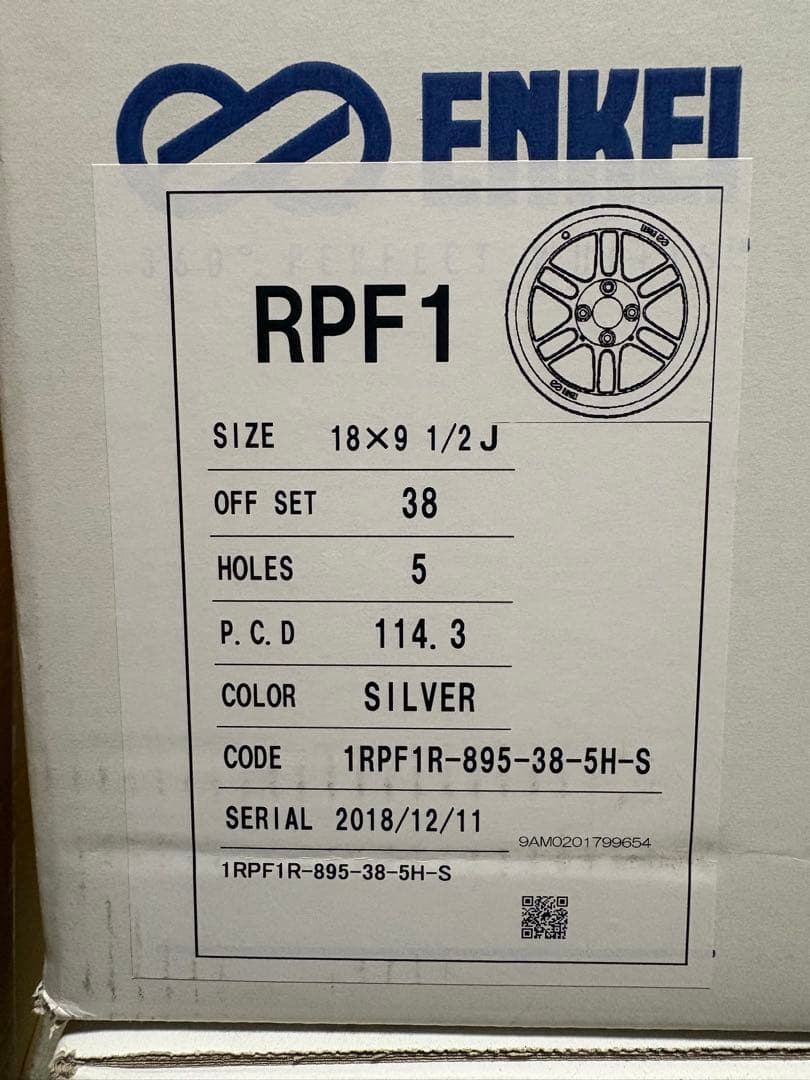 ENKEI
RPF1
SIZE 18×9 1/2J
OFF SET 38
HOLES 5
P.C.D 114.3
COLOR SILVER
CODE 1RPF1R-895-38-5H-S
SERIAL 2018/12/11
9AM0201799654
1RPF1R-895-38-5H-S